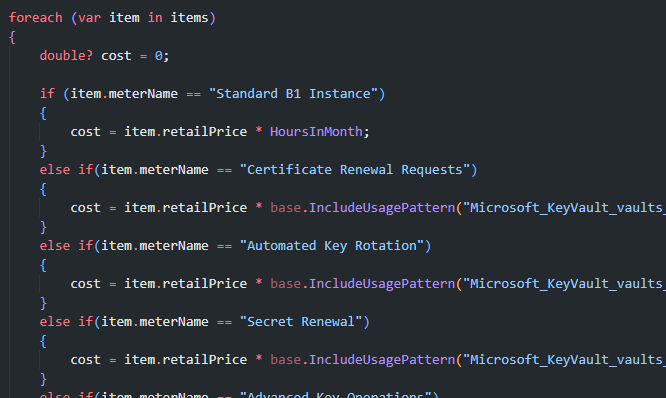 foreach (var item in items)
{
double? cost = 0;
if (item.meterName == "Standard B1 Instance")
{
cost = item.retailPrice * HoursInMonth;
}
else if(item.meterName == "Certificate Renewal Requests")
{
cost = item.retailPrice * base.IncludeUsagePattern("Microsoft_KeyVault_vaults_
}
else if(item.meterName == "Automated Key Rotation")
{
cost = item.retailPrice * base.IncludeUsagePattern("Microsoft_KeyVault_vaults_
}
else if(item.meterName == "Secret Renewal")
{
cost = item.retailPrice * base.IncludeUsagePattern("Microsoft_KeyVault_vaults_
}
else if(item.meterName == "Advanced Key Operations")